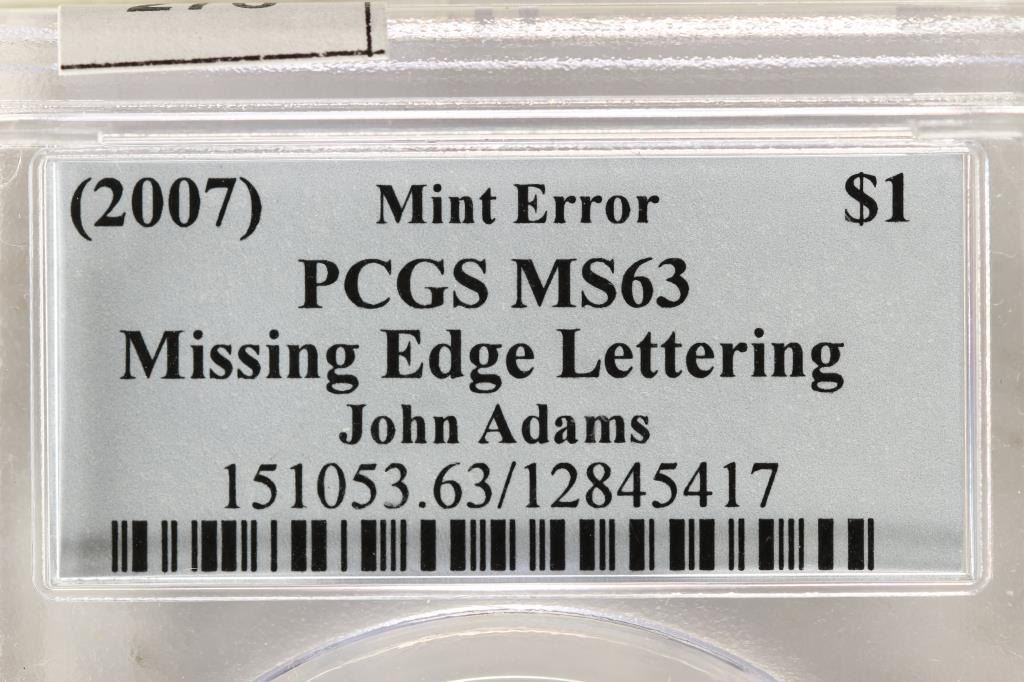 (2007) Mint Error $1
PCGS MS63
Missing Edge Lettering
John Adams
151053.63/12845417